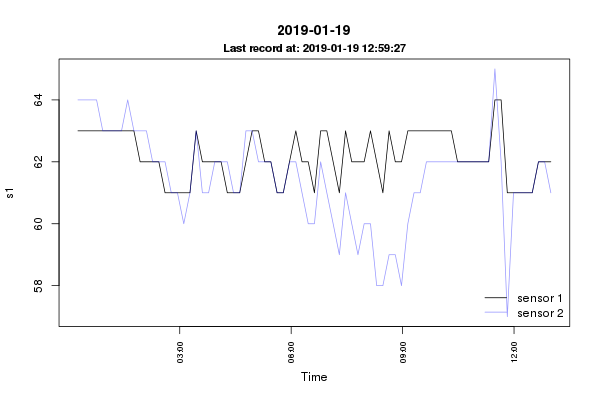 2019-01-19
Last record at: 2019-01-19 12:59:27
64
62
60
58
s1
sensor 1
sensor 2
03:00
06:00
09:00
12:00
Time